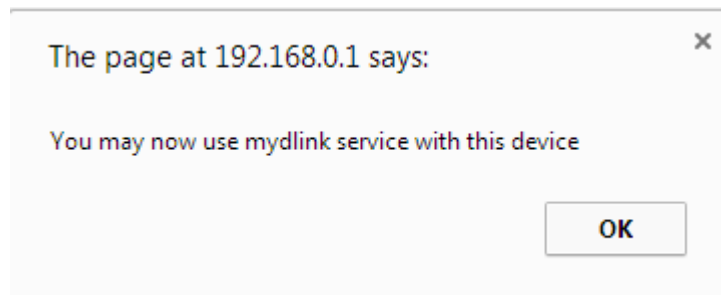 The page at 192.168.0.1 says:
You may now use mydlink service with this device
OK